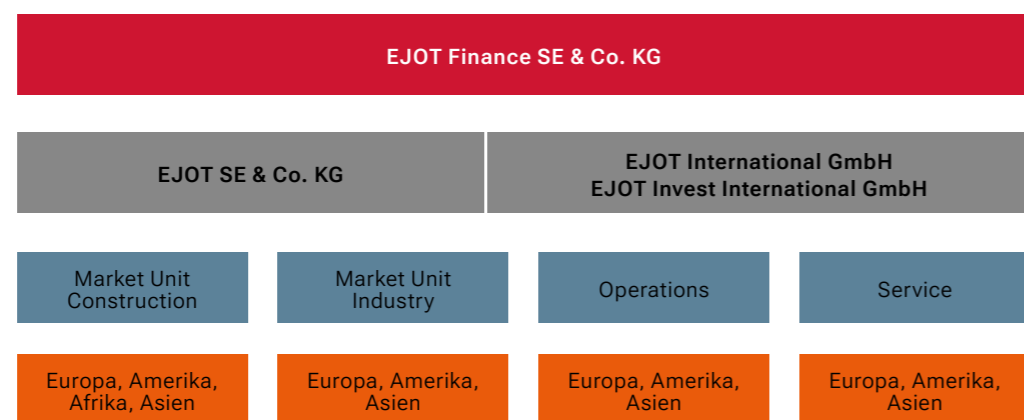 EJOT Finance SE & Co. KG
EJOT SE & Co. KG
EJOT International GmbH
EJOT Invest International GmbH
Market Unit
Construction
Market Unit
Industry
Operations
Service
Europa, Amerika,
Afrika, Asien
Europa, Amerika,
Asien
Europa, Amerika,
Asien
Europa, Amerika,
Asien